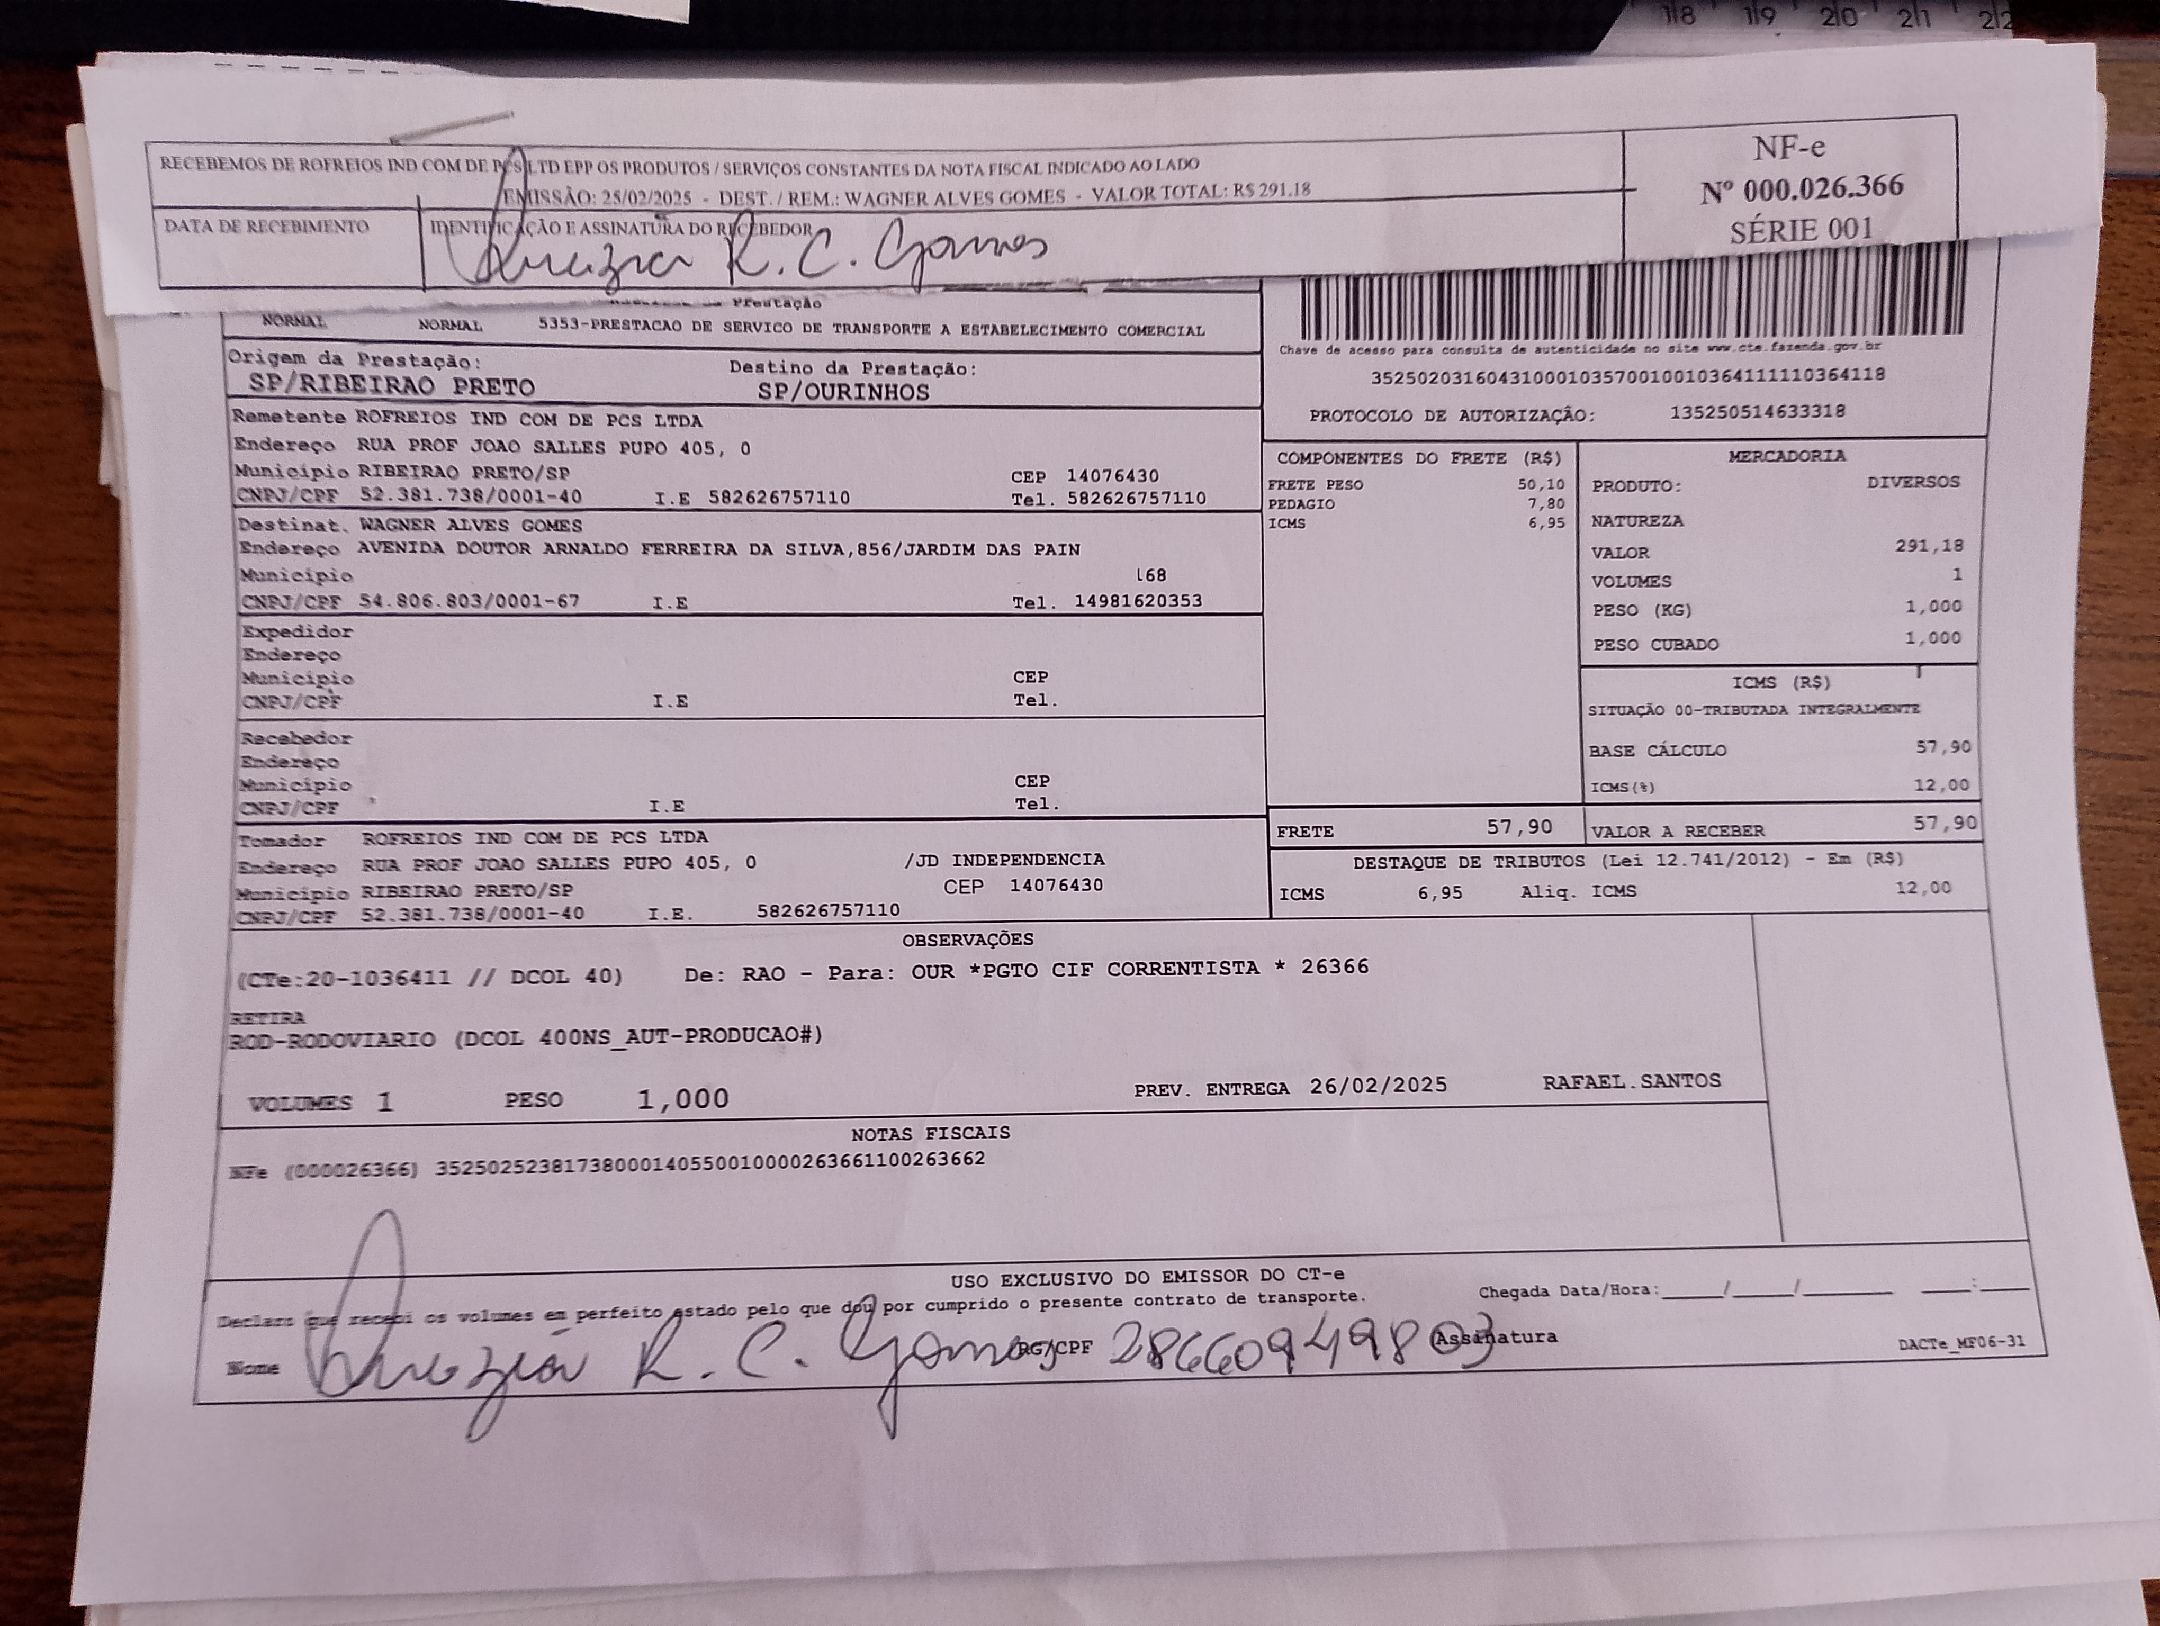 18 19 20 21 22
RECEBEMOS DE ROFREIOS IND COM DE PCS LTD EPP OS PRODUTOS / SERVIÇOS CONSTANTES DA NOTA FISCAL INDICADO AO LADO
EMISSÃO: 25/02/2025 - DEST. / REM.: WAGNER ALVES GOMES - VALOR TOTAL: R$ 291.18
DATA DE RECEBIMENTO
IDENTIFICAÇÃO E ASSINATURA DO RECEBEDOR
R. C. Gomes
NF-e
Nº 000.026.366
SÉRIE 001
Prestação
NORMAL NORMAL 5353-PRESTACAO DE SERVICO DE TRANSPORTE A ESTABELECIMENTO COMERCIAL
Origem da Prestação: Destino da Prestação:
SP/RIBEIRAO PRETO SP/OURINHOS
Chave de acesso para consulta de autenticidade no site www.cte.fazenda.gov.br
35250203160431000103570010010364111110364118
PROTOCOLO DE AUTORIZAÇÂO: 135250514633318
Remetente ROFREIOS IND COM DE PCS LTDA
Endereço RUA PROF JOAO SALLES PUPO 405, 0
Município RIBEIRAO PRETO/SP CEP 14076430
CNPJ/CPF 52.381.738/0001-40 I.E 582626757110 Tel. 582626757110
Destinat. WAGNER ALVES GOMES
Endereço AVENIDA DOUTOR ARNALDO FERREIRA DA SILVA,856/JARDIM DAS PAIN
Município 68
CNPJ/CPF 54.806.803/0001-67 I.E Tel. 14981620353
Expedidor
Endereço
Município CEP
CNPJ/CPF I.E Tel.
Recebedor
Endereço
Município CEP
CNPJ/CPF I.E Tel.
Tomador ROFREIOS IND COM DE PCS LTDA
Endereço RUA PROF JOAO SALLES PUPO 405, 0 /JD INDEPENDENCIA
Município RIBEIRAO PRETO/SP CEP 14076430
CNPJ/CPF 52.381.738/0001-40 I.E. 582626757110
COMPONENTES DO FRETE (R$)
FRETE PESO 50,10
PEDAGIO 7,80
ICMS 6,95
MERCADORIA
PRODUTO: DIVERSOS
NATUREZA
VALOR 291,18
VOLUMES 1
PESO (KG) 1,000
PESO CUBADO 1,000
ICMS (R$)
SITUAÇÃO 00-TRIBUTADA INTEGRALMENTE
BASE CÁLCULO 57,90
ICMS(%) 12,00
FRETE 57,90 VALOR A RECEBER 57,90
DESTAQUE DE TRIBUTOS (Lei 12.741/2012) - Em (R$)
ICMS 6,95 Aliq. ICMS 12,00
OBSERVAÇÕES
(CTe:20-1036411 // DCOL 40) De: RAO - Para: OUR *PGTO CIF CORRENTISTA * 26366
RETIRA
ROD-RODOVIARIO (DCOL 400NS_AUT-PRODUCAO#)
VOLUMES 1 PESO 1,000 PREV. ENTREGA 26/02/2025 RAFAEL.SANTOS
NOTAS FISCAIS
NFe (000026366) 35250252381738000140550010000263661100263662
USO EXCLUSIVO DO EMISSOR DO CT-e
Declaro que recebi os volumes em perfeito estado pelo que dou por cumprido o presente contrato de transporte. Chegada Data/Hora:_____/_____/_______ ____:____
Nome R. C. Gomes RG/CPF 28660949803 Assinatura
DACTe_MF06-31